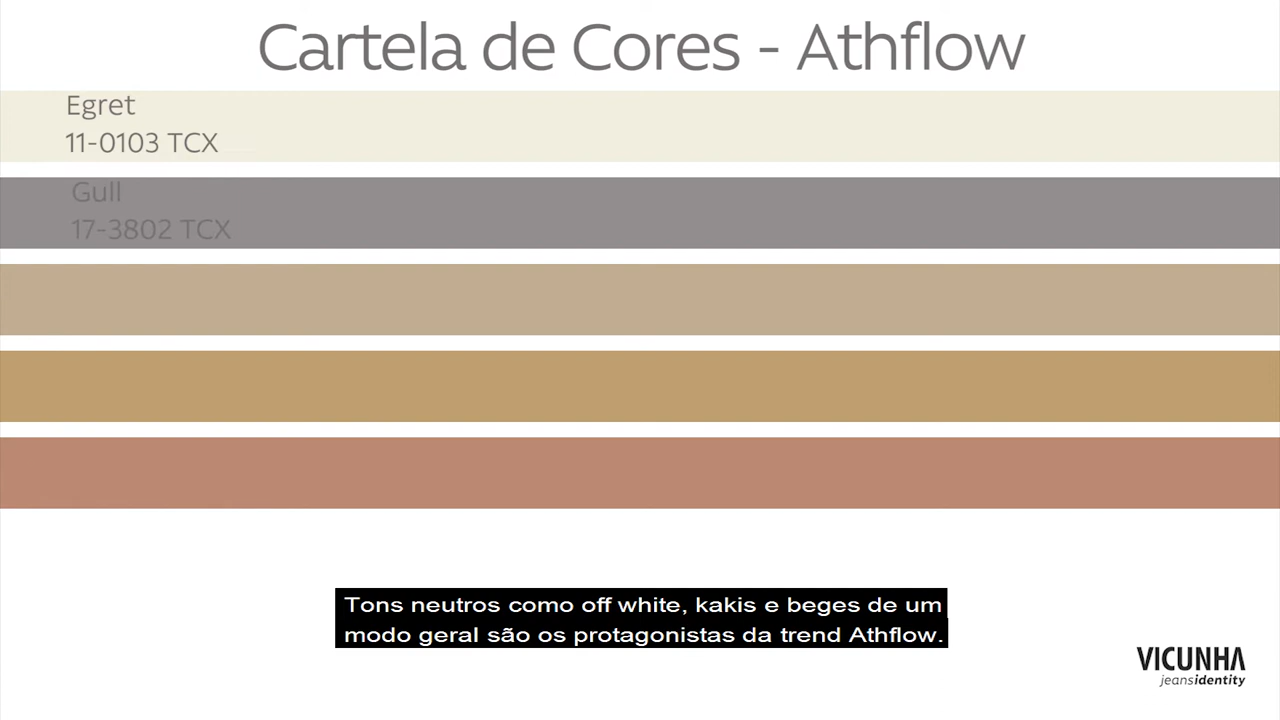 Cartela de Cores - Athflow
Egret
11-0103 TCX
Gull
17-3802 TCX
Tons neutros como off white, kakis e beges de um
modo geral são os protagonistas da trend Athflow.
VICUNHA
jeansidentity